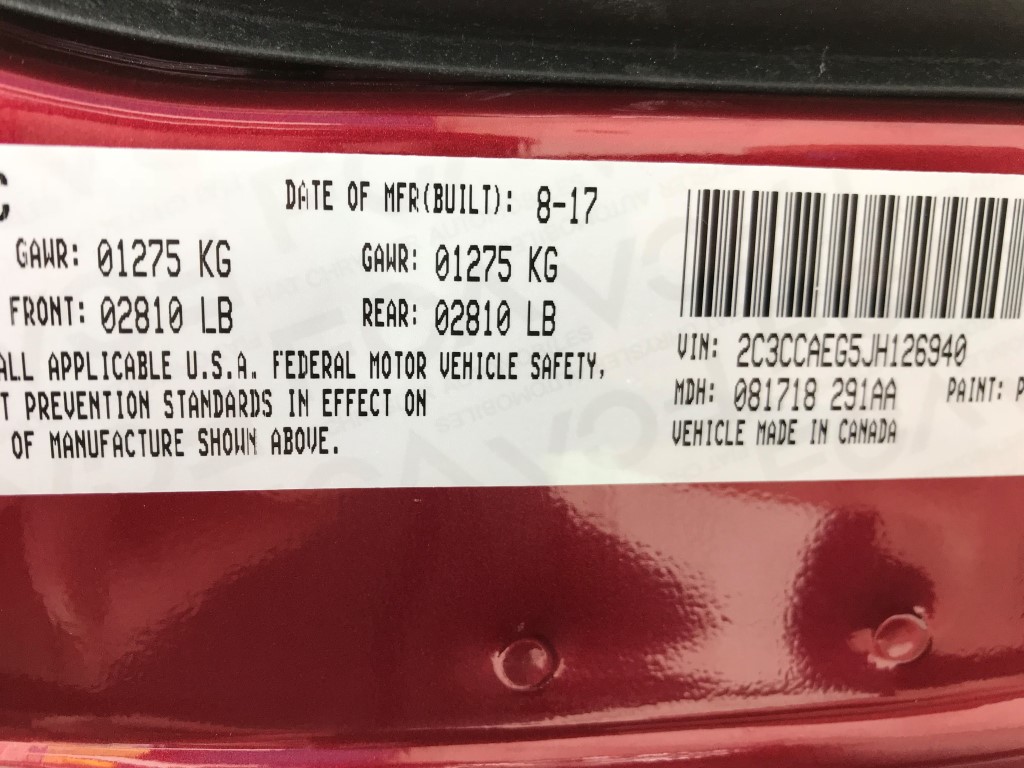 DATE OF MFR(BUILT): 8-17
GAWR: 01275 KG GAWR: 01275 KG
FRONT: 02810 LB REAR: 02810 LB
ALL APPLICABLE U.S.A. FEDERAL MOTOR VEHICLE SAFETY,
T PREVENTION STANDARDS IN EFFECT ON
OF MANUFACTURE SHOWN ABOVE.
VIN: 2C3CCAEG5JH126940
MDH: 081718 291AA PAINT: P
VEHICLE MADE IN CANADA